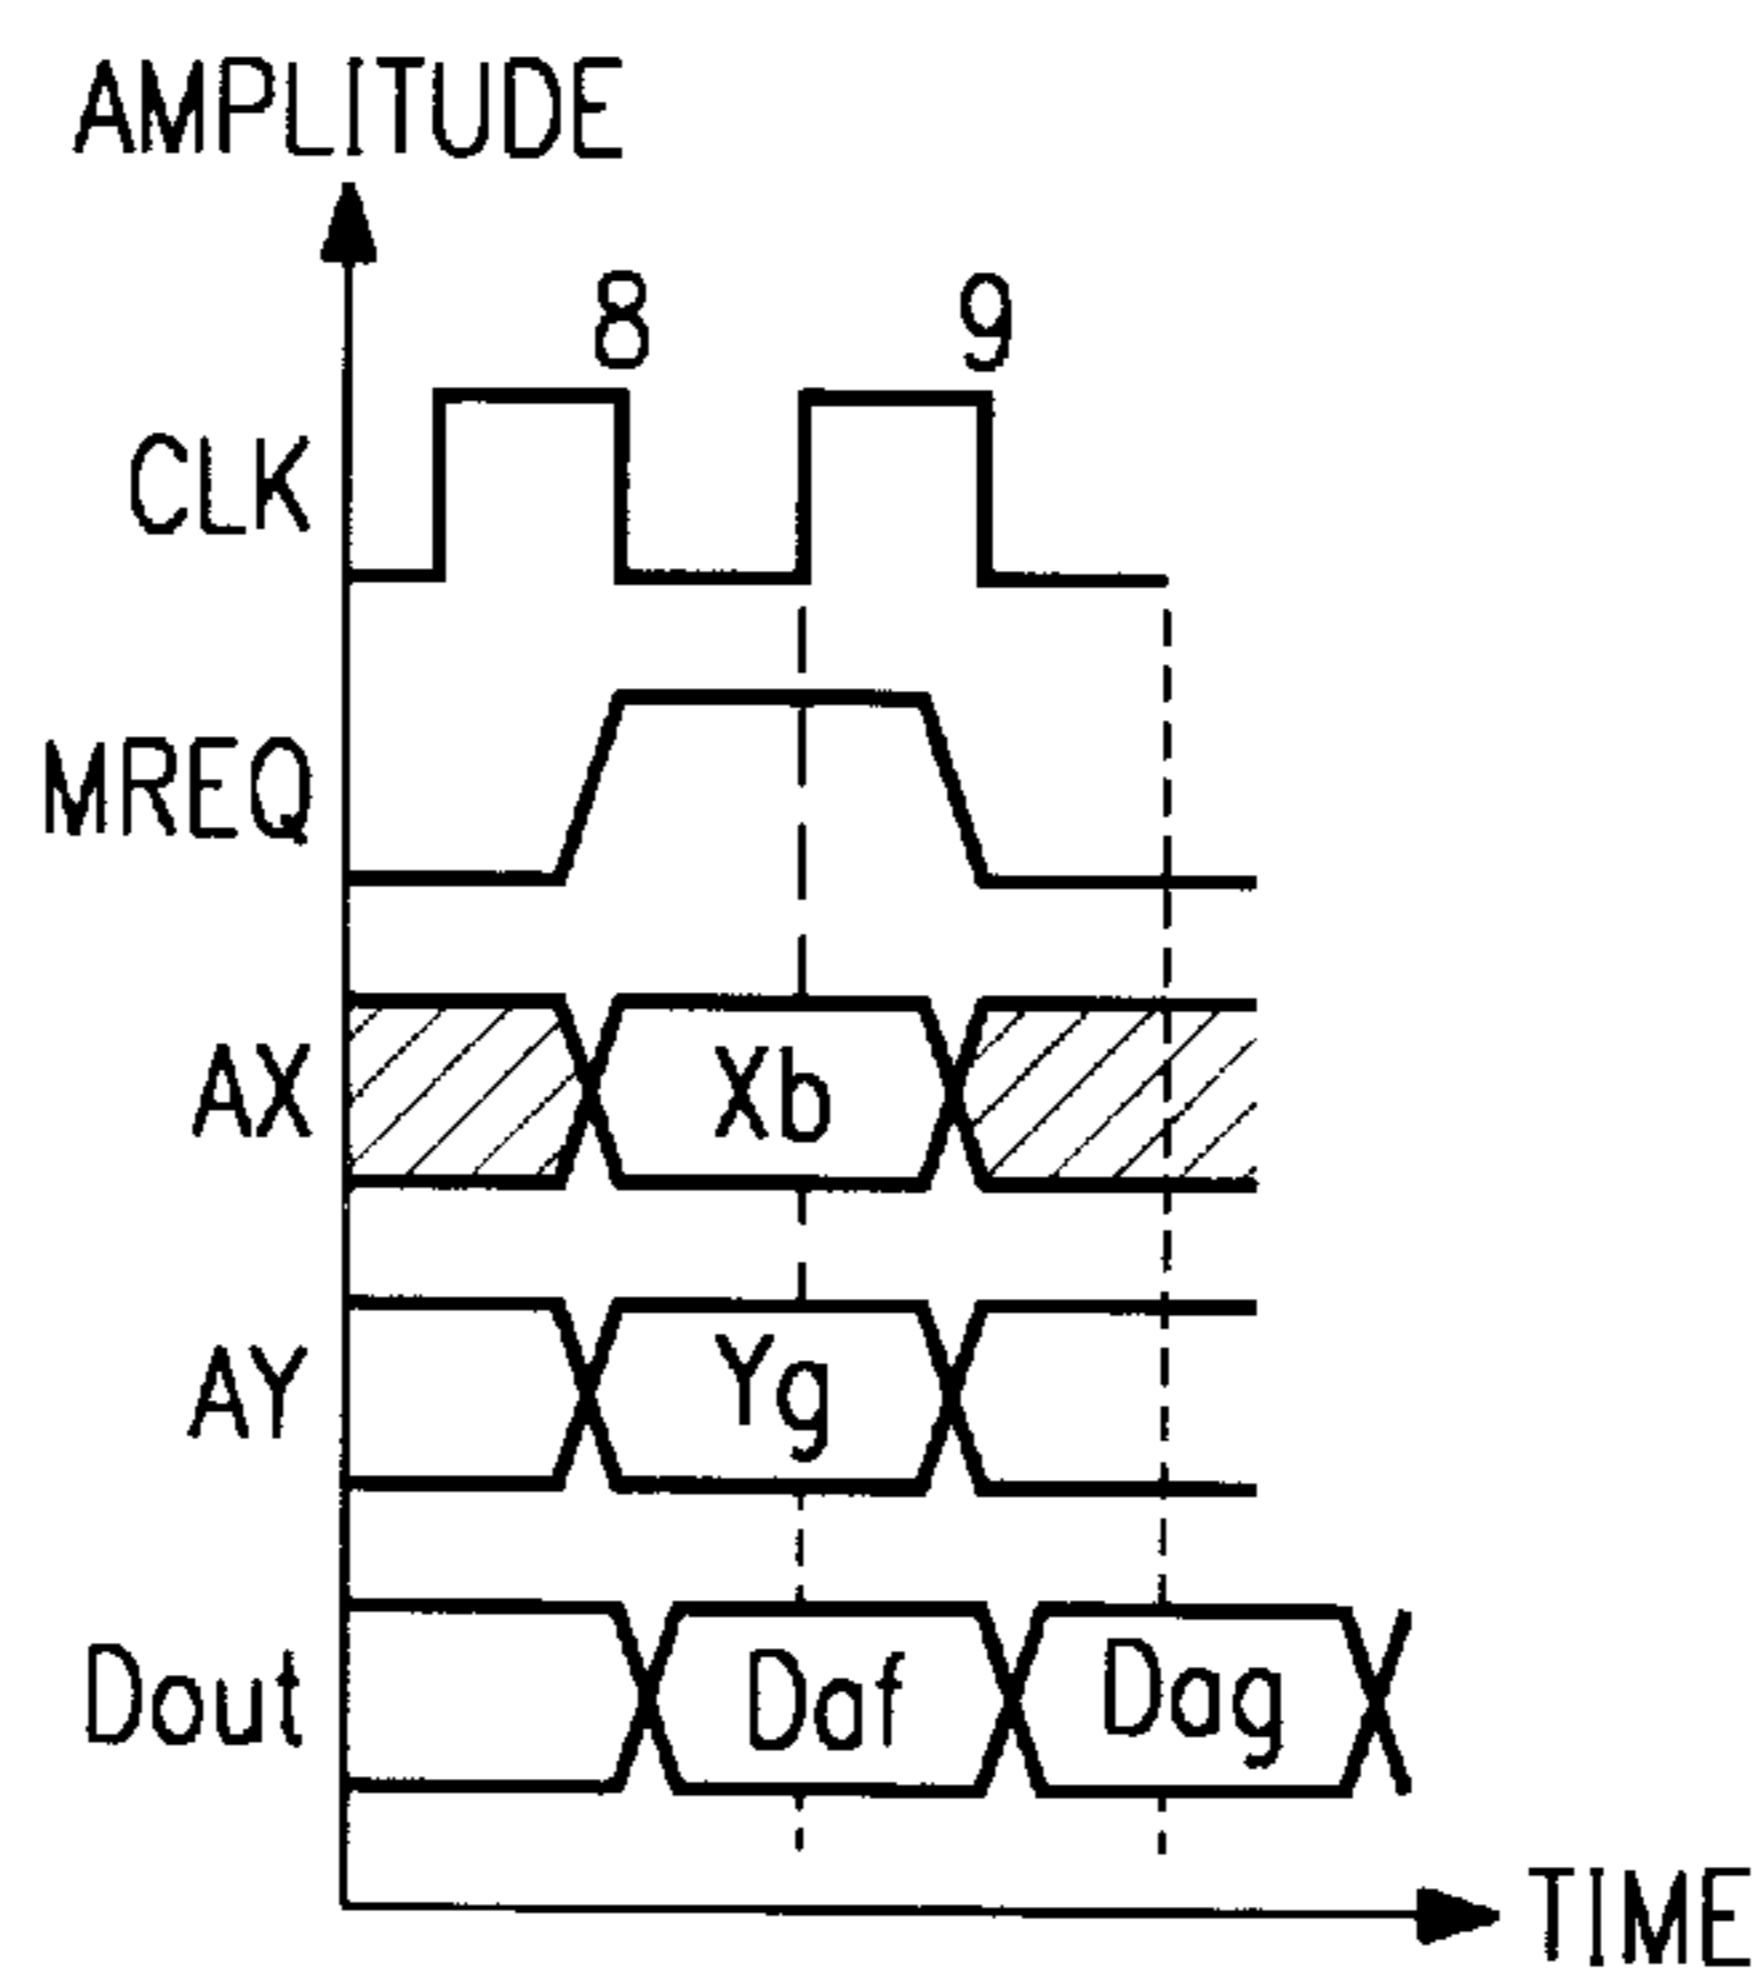 AMPLITUDE
8 9
CLK
MREQ
AX Xb
AY Yg
Dout Daf Dag
TIME